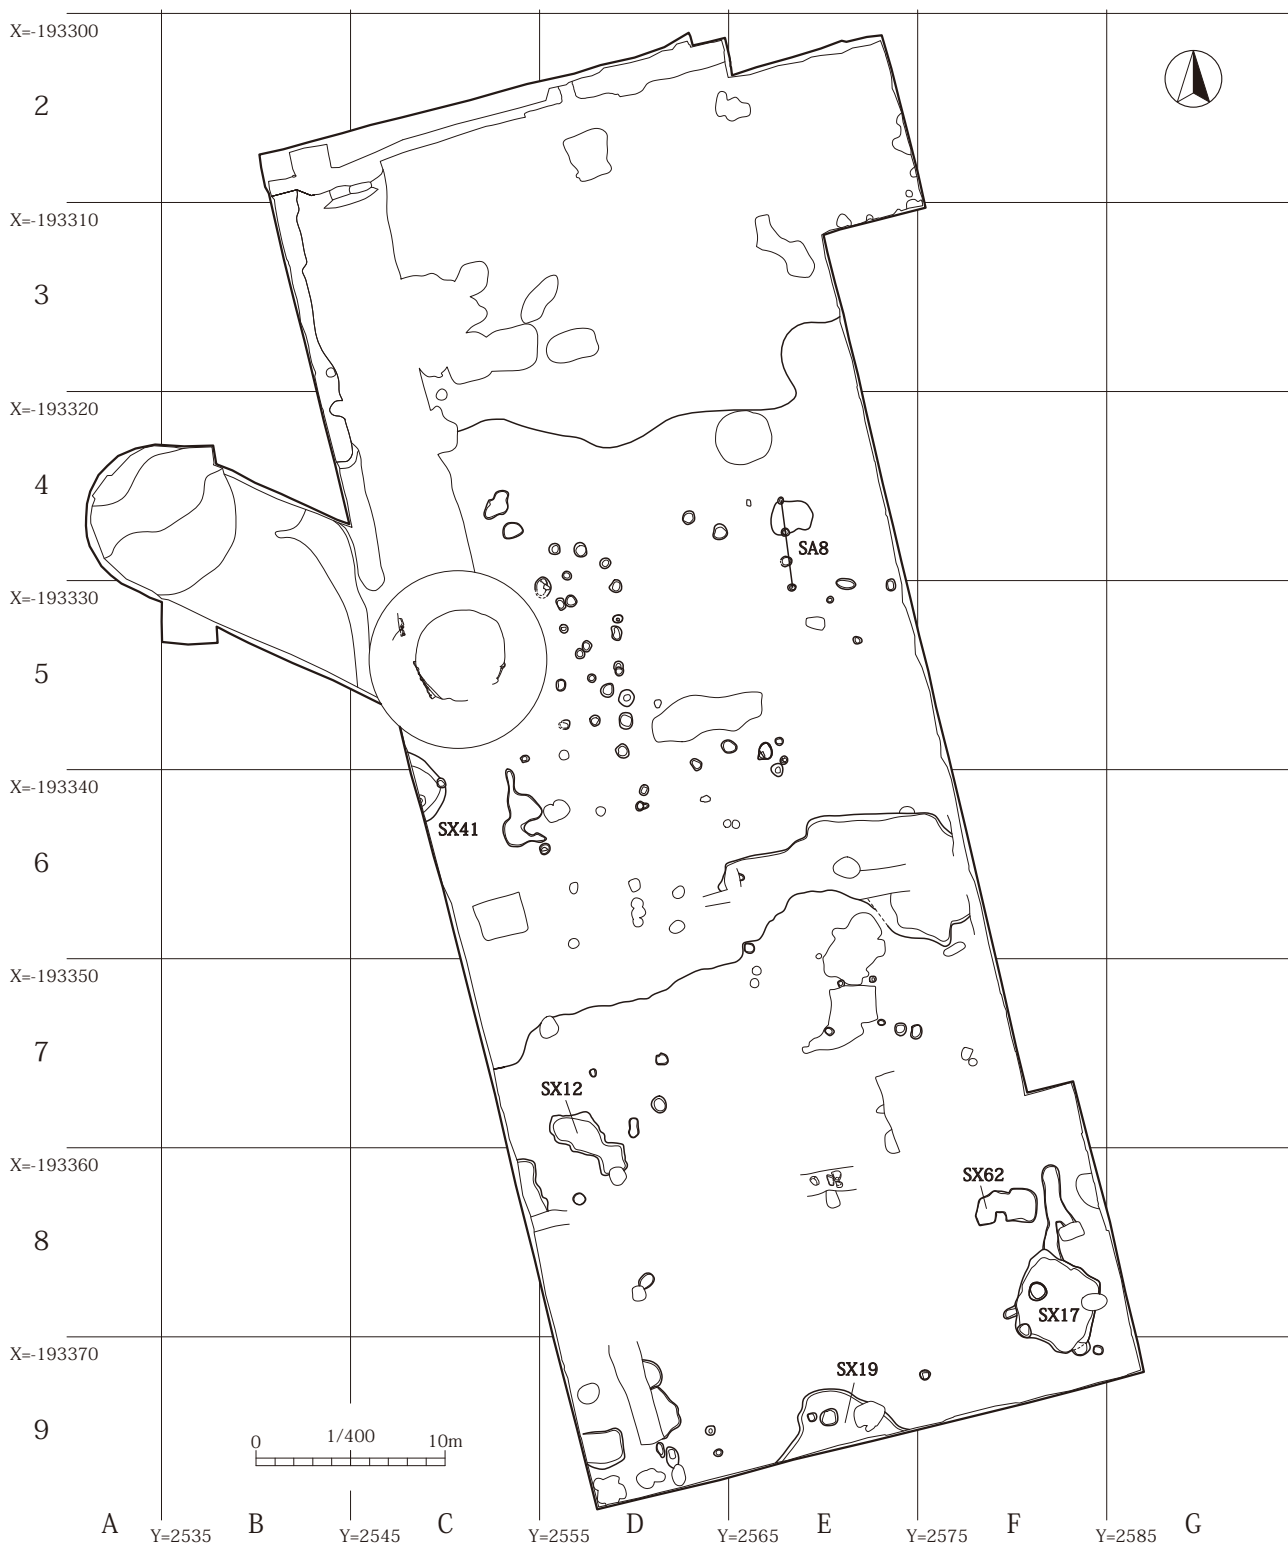 X=-193300
2
X=-193310
3
X=-193320
4
SA8
X=-193330
5
X=-193340
SX41
6
X=-193350
7
SX12
X=-193360
SX62
8
SX17
X=-193370
SX19
9
0 1/400 10m
A B C D E F G
Y=2535 Y=2545 Y=2555 Y=2565 Y=2575 Y=2585